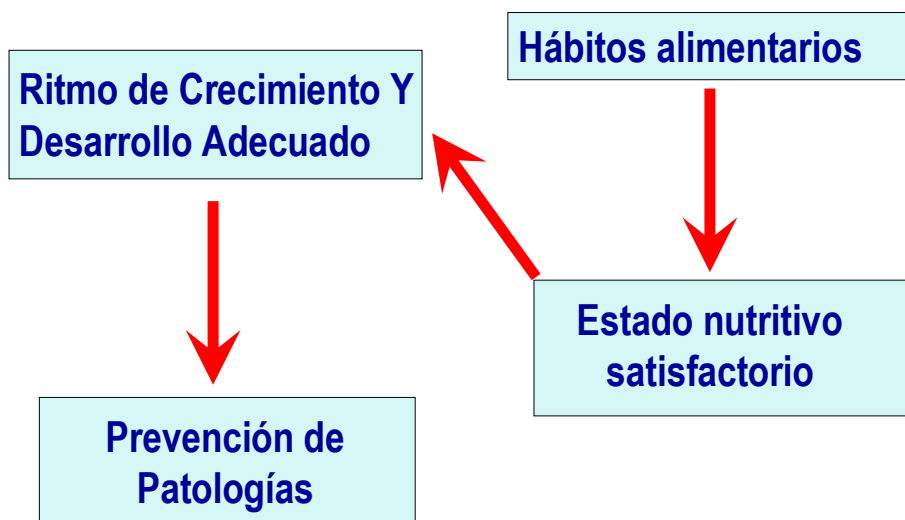 Hábitos alimentarios
Ritmo de Crecimiento Y
Desarrollo Adecuado
Estado nutritivo
satisfactorio
Prevención de
Patologías